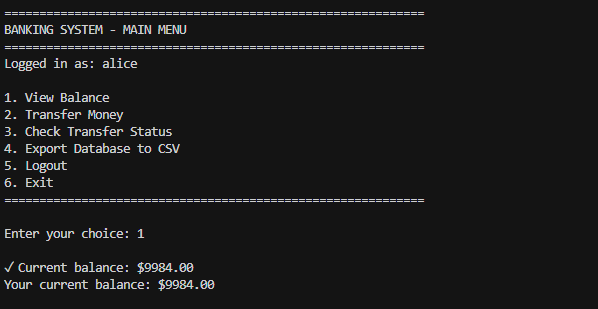 ============================================================
BANKING SYSTEM - MAIN MENU
============================================================
Logged in as: alice
1. View Balance
2. Transfer Money
3. Check Transfer Status
4. Export Database to CSV
5. Logout
6. Exit
============================================================
Enter your choice: 1
✓ Current balance: $9984.00
Your current balance: $9984.00